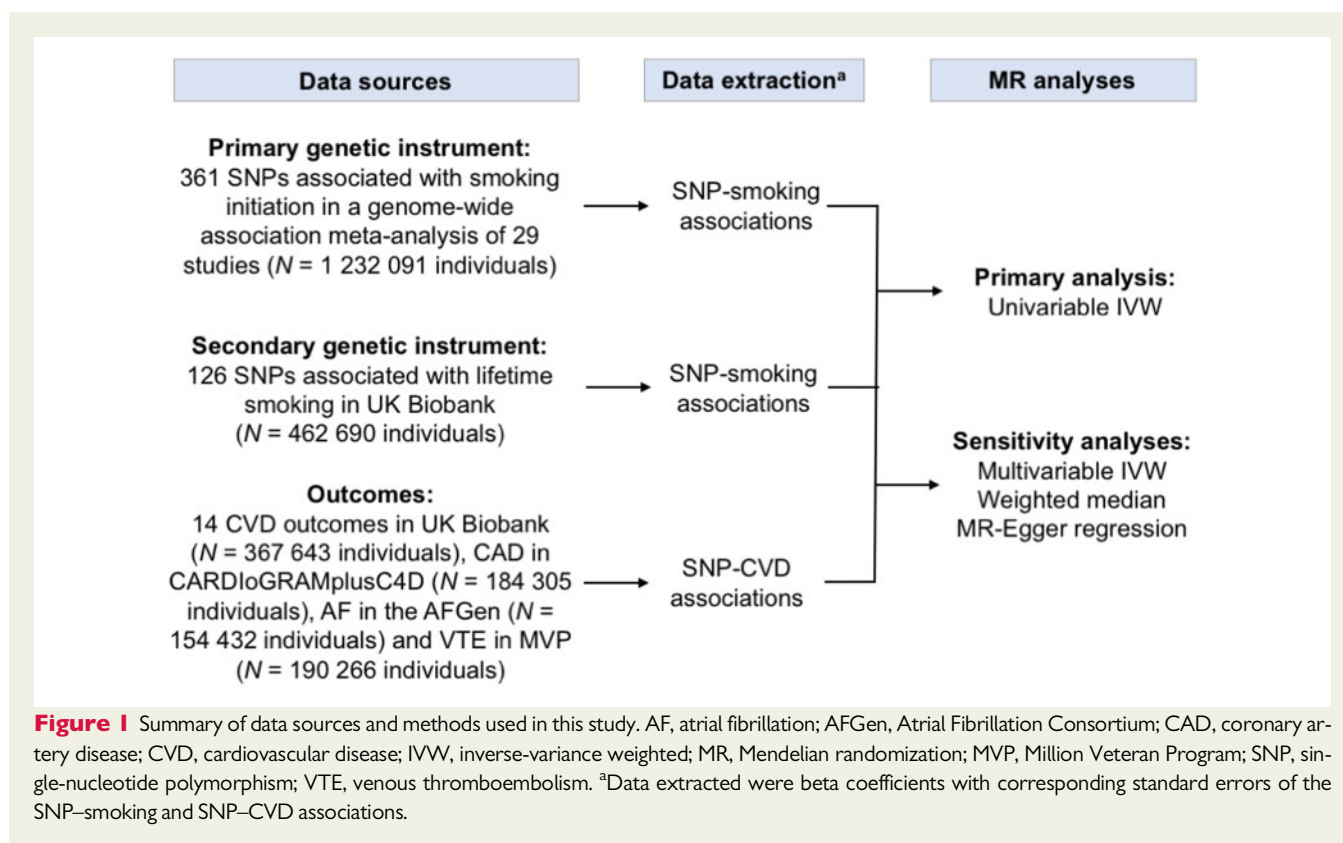 Data sources
Data extractionᵃ
MR analyses
Primary genetic instrument:
361 SNPs associated with smoking
initiation in a genome-wide
association meta-analysis of 29
studies (N = 1 232 091 individuals)
SNP-smoking
associations
Primary analysis:
Univariable IVW
Secondary genetic instrument:
126 SNPs associated with lifetime
smoking in UK Biobank
(N = 462 690 individuals)
SNP-smoking
associations
Sensitivity analyses:
Multivariable IVW
Weighted median
MR-Egger regression
Outcomes:
14 CVD outcomes in UK Biobank
(N = 367 643 individuals), CAD in
CARDIoGRAMplusC4D (N = 184 305
individuals), AF in the AFGen (N =
154 432 individuals) and VTE in MVP
(N = 190 266 individuals)
SNP-CVD
associations
Figure 1 Summary of data sources and methods used in this study. AF, atrial fibrillation; AFGen, Atrial Fibrillation Consortium; CAD, coronary ar-
tery disease; CVD, cardiovascular disease; IVW, inverse-variance weighted; MR, Mendelian randomization; MVP, Million Veteran Program; SNP, sin-
gle-nucleotide polymorphism; VTE, venous thromboembolism. ᵃData extracted were beta coefficients with corresponding standard errors of the
SNP–smoking and SNP–CVD associations.